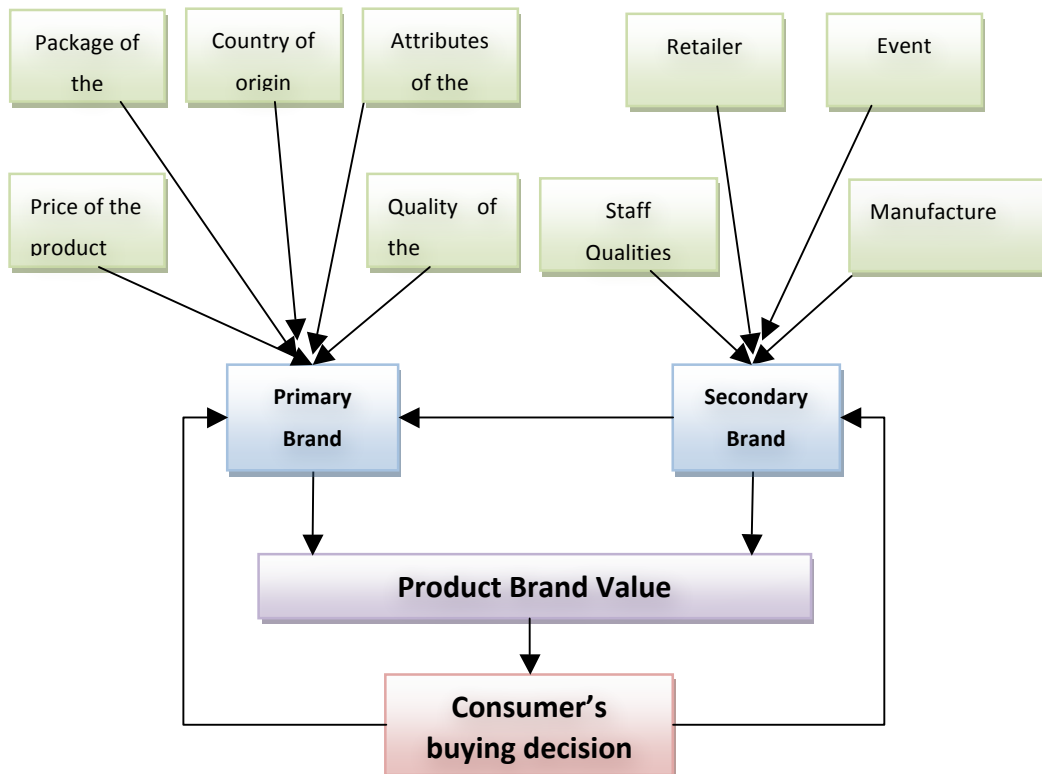 Package of
the
Country of
origin
Attributes
of the
Retailer
Event
Price of the
product
Quality of
the
Staff
Qualities
Manufacture
Primary
Brand
Secondary
Brand
Product Brand Value
Consumer’s
buying decision